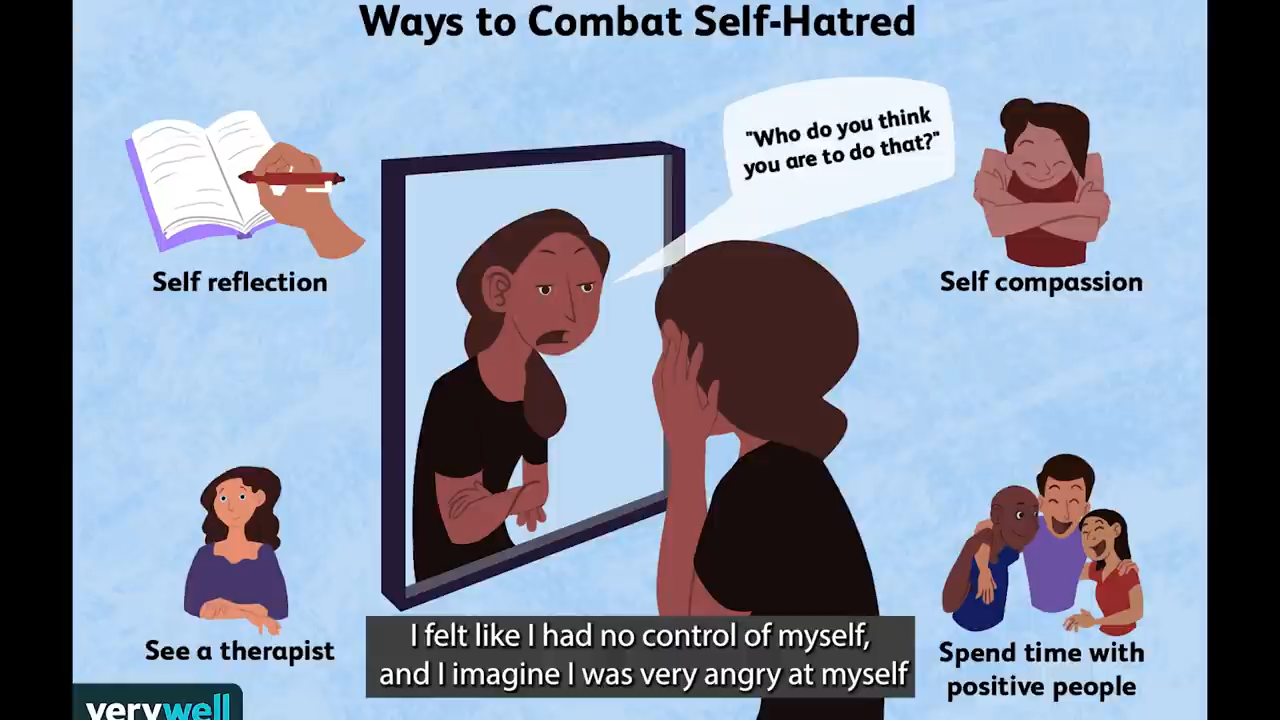 Ways to Combat Self-Hatred
"Who do you think
you are to do that?"
Self reflection
Self compassion
See a therapist
Spend time with
positive people
I felt like I had no control of myself,
and I imagine I was very angry at myself
verywell